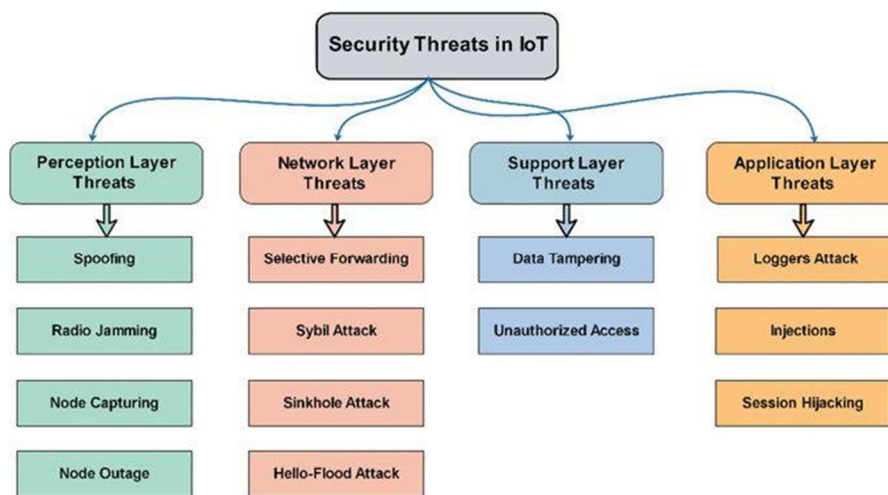 Security Threats in IoT
Perception Layer
Threats
Spoofing
Radio Jamming
Node Capturing
Node Outage
Network Layer
Threats
Selective Forwarding
Sybil Attack
Sinkhole Attack
Hello-Flood Attack
Support Layer
Threats
Data Tampering
Unauthorized Access
Application Layer
Threats
Loggers Attack
Injections
Session Hijacking